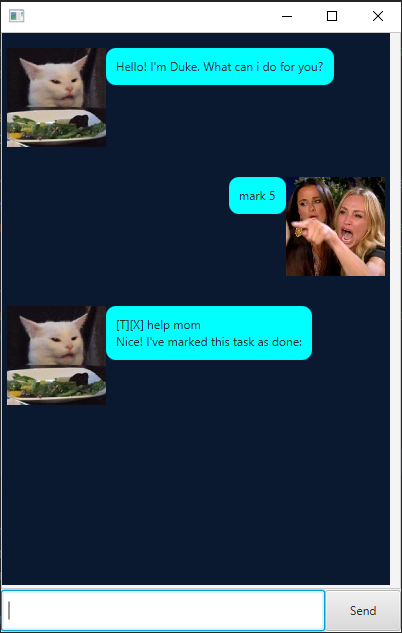 Hello! I'm Duke. What can i do for you?
mark 5
[T][X] help mom
Nice! I've marked this task as done:
Send